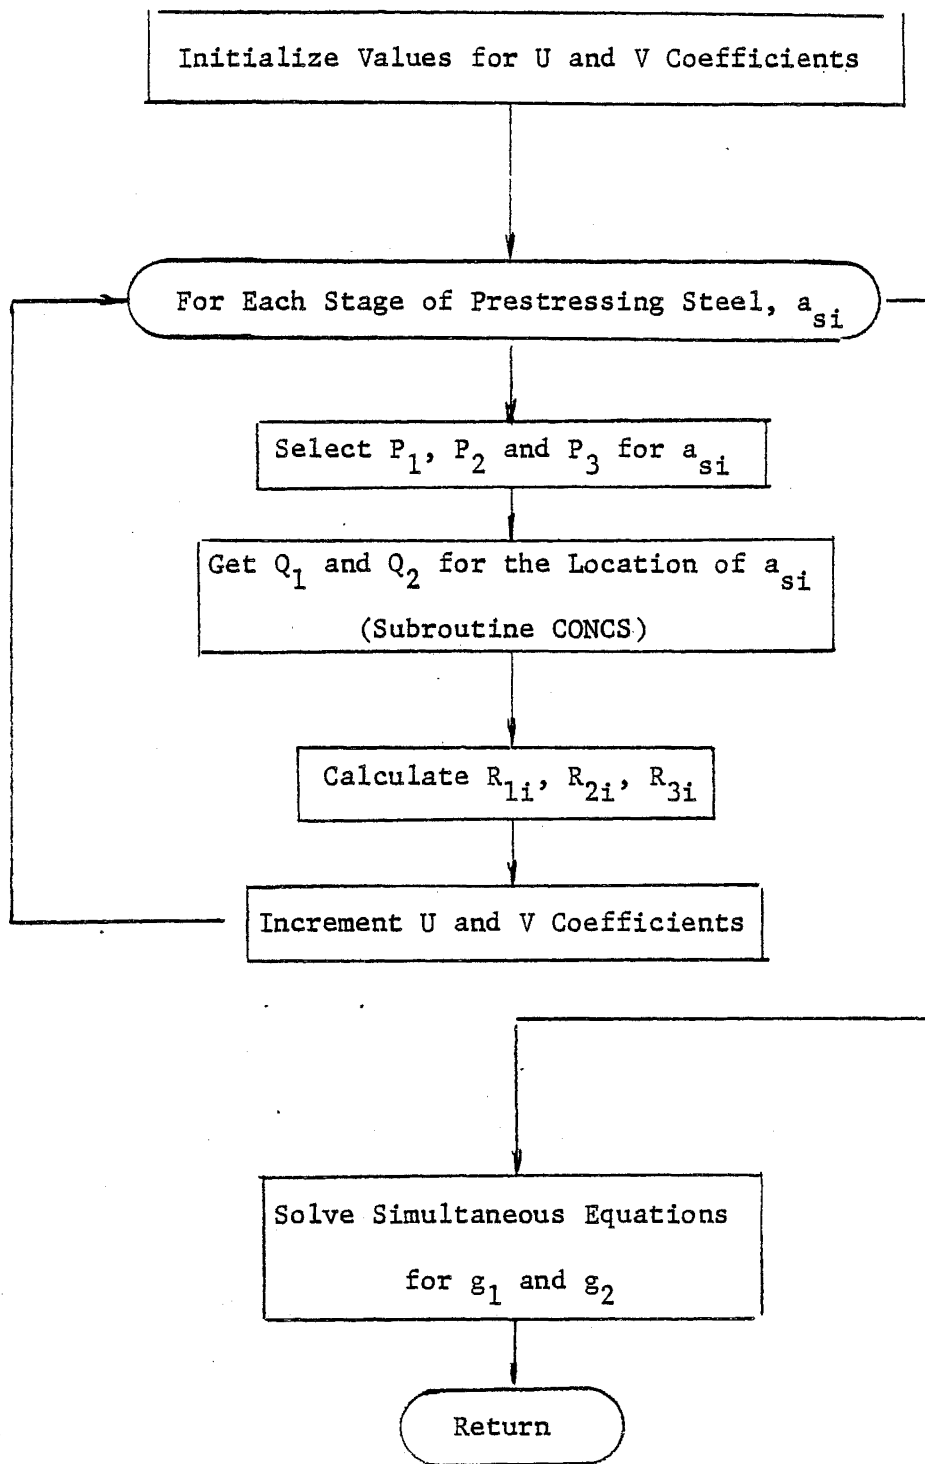 Initialize Values for U and V Coefficients
For Each Stage of Prestressing Steel, a_si
Select P_1, P_2 and P_3 for a_si
Get Q_1 and Q_2 for the Location of a_si
(Subroutine CONCS)
Calculate R_1i, R_2i, R_3i
Increment U and V Coefficients
Solve Simultaneous Equations
for g_1 and g_2
Return